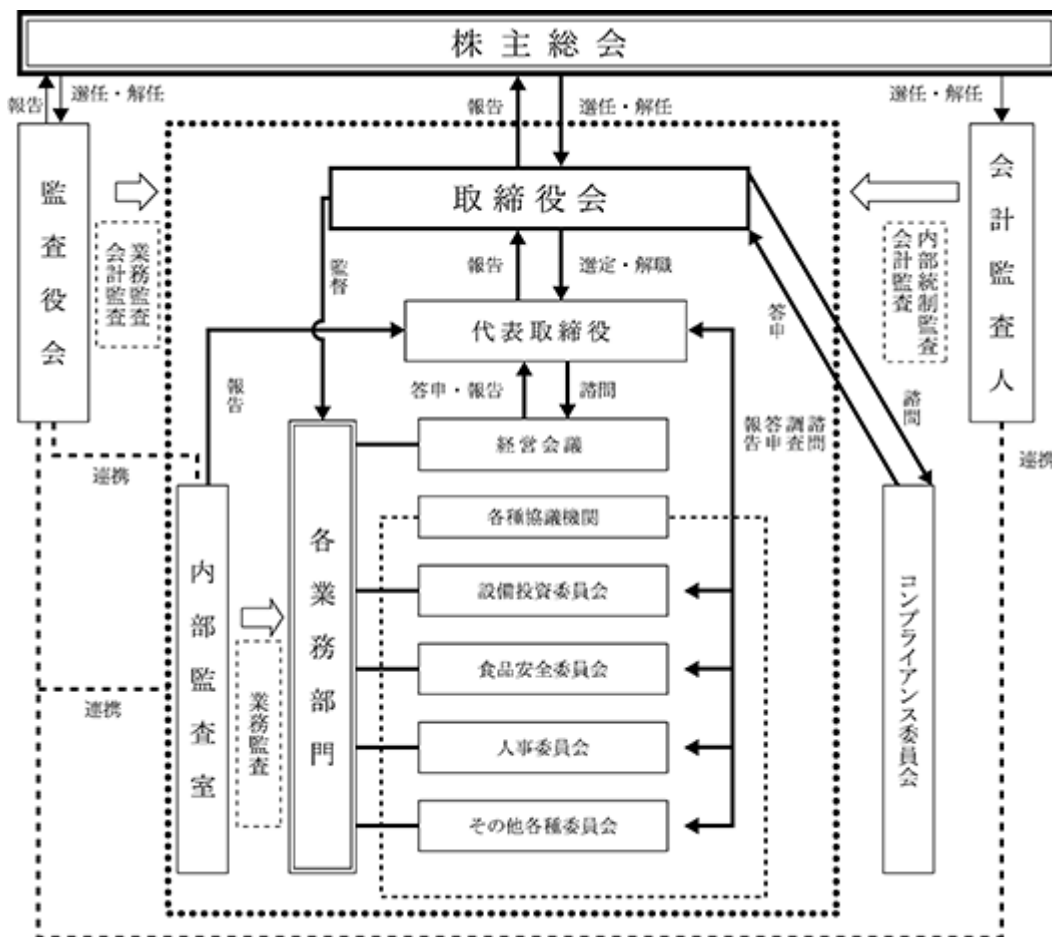 株主総会
報告
選任・解任
報告
選任・解任
選任・解任
監査役会
業務監査
会計監査
取締役会
会計監査人
内部統制監査
会計監査
監督
報告
選定・解職
答申
諮問
代表取締役
報告
答申・報告
諮問
諮問
調査
答申
報告
経営会議
連携
連携
各種協議機関
内部監査室
各業務部門
設備投資委員会
食品安全委員会
連携
業務監査
人事委員会
その他各種委員会
コンプライアンス委員会